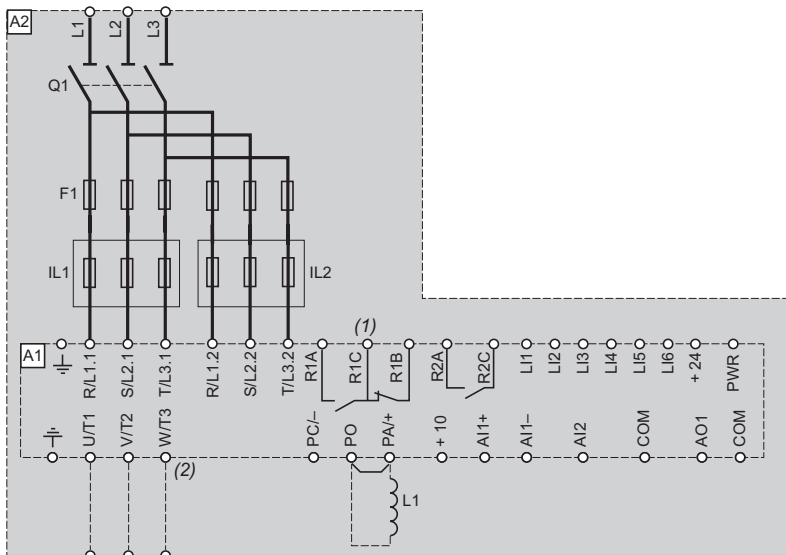 A2
L1
L2
L3
Q1
F1
IL1
IL2
(1)
A1
R/L1.1
S/L2.1
T/L3.1
R/L1.2
S/L2.2
T/L3.2
R1A
R1C
R1B
R2A
R2C
LI1
LI2
LI3
LI4
LI5
LI6
+ 24
PWR
U/T1
V/T2
W/T3
PC/–
PO
PA/+
+ 10
AI1+
AI1–
AI2
COM
AO1
COM
(2)
L1